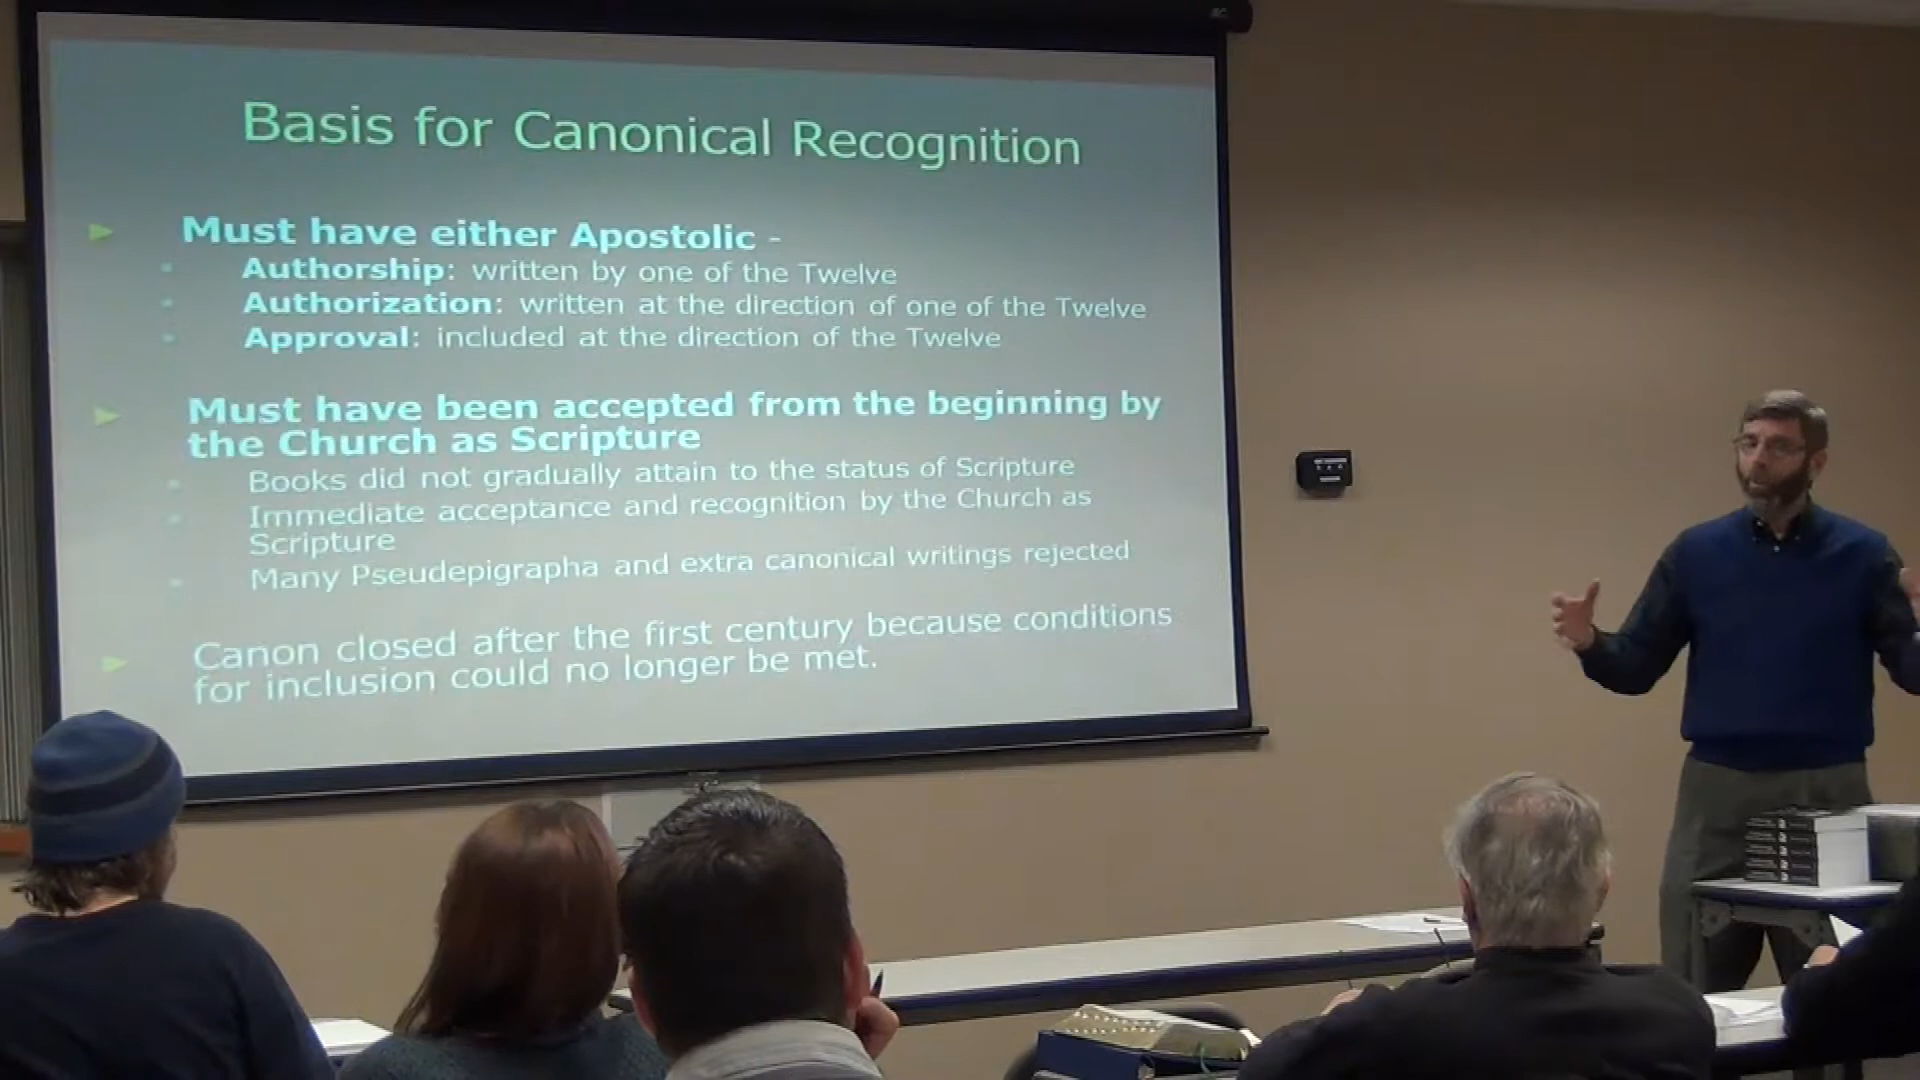 Basis for Canonical Recognition
Must have either Apostolic -
Authorship: written by one of the Twelve
Authorization: written at the direction of one of the Twelve
Approval: included at the direction of the Twelve
Must have been accepted from the beginning by
the Church as Scripture
Books did not gradually attain to the status of Scripture
Immediate acceptance and recognition by the Church as
Scripture
Many Pseudepigrapha and extra canonical writings rejected
Canon closed after the first century because conditions
for inclusion could no longer be met.